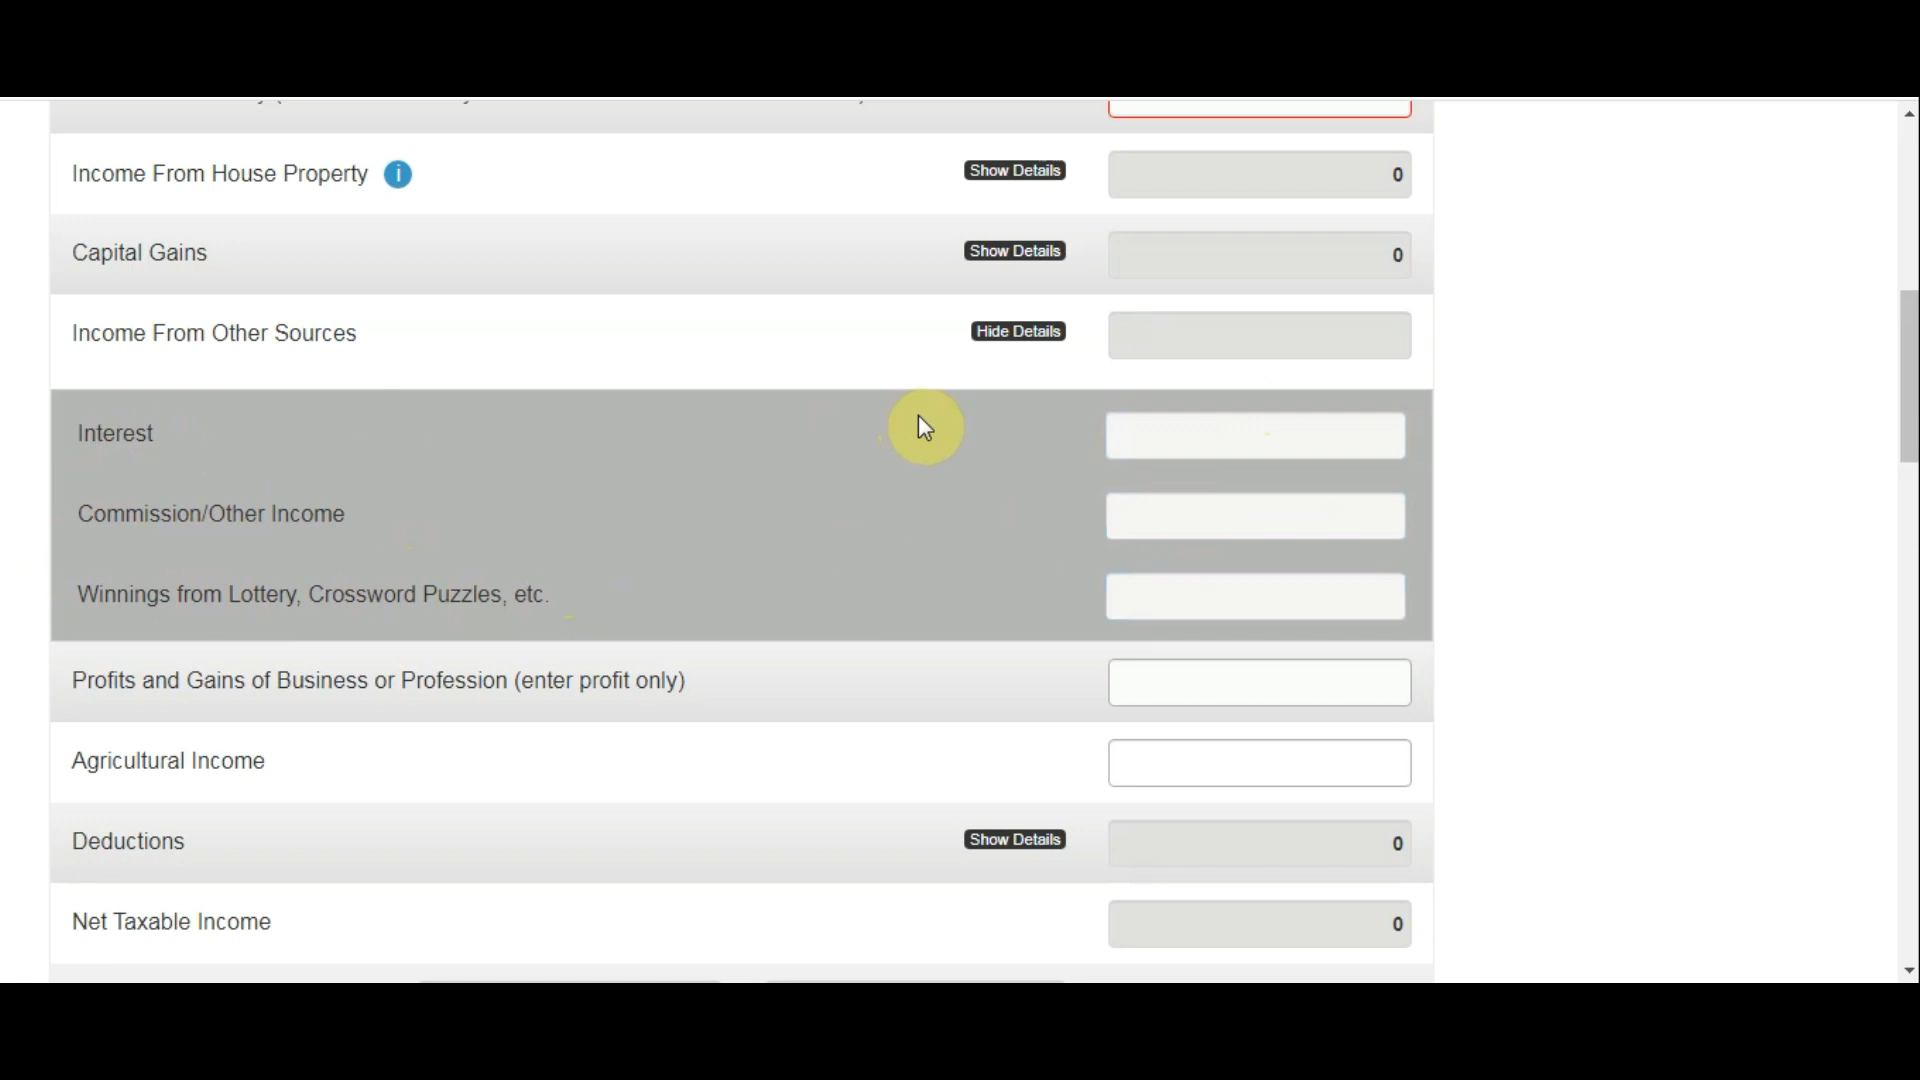 Income From House Property i Show Details 0
Capital Gains Show Details 0
Income From Other Sources Hide Details
Interest
Commission/Other Income
Winnings from Lottery, Crossword Puzzles, etc.
Profits and Gains of Business or Profession (enter profit only)
Agricultural Income
Deductions Show Details 0
Net Taxable Income 0